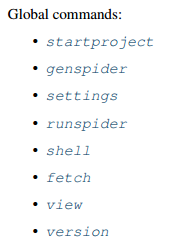 Global commands:
• startproject
• genspider
• settings
• runspider
• shell
• fetch
• view
• version